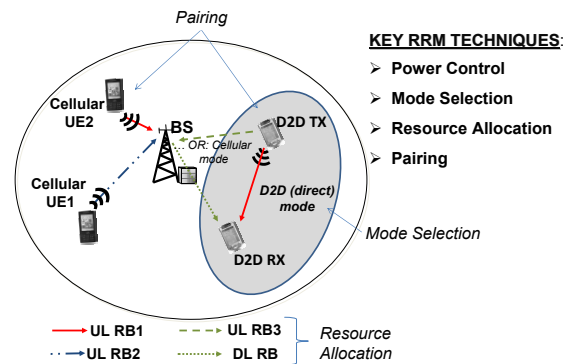 Pairing
KEY RRM TECHNIQUES:
➢ Power Control
➢ Mode Selection
➢ Resource Allocation
➢ Pairing
Cellular
UE2
BS
D2D TX
OR: Cellular
mode
Cellular
UE1
D2D (direct)
mode
Mode Selection
D2D RX
UL RB1
UL RB3
UL RB2
DL RB
Resource
Allocation